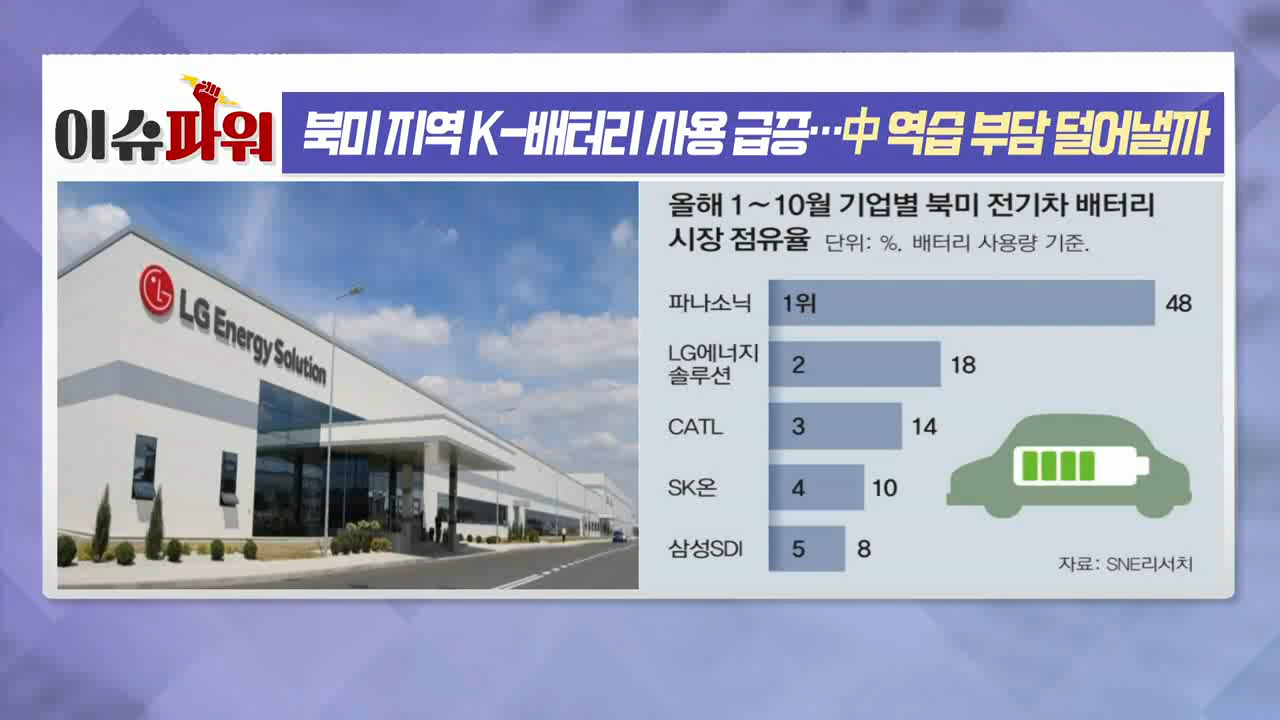 이슈파워
북미 지역 K-배터리 사용 급증…中 역습 부담 덜어낼까
LG Energy Solution
올해 1~10월 기업별 북미 전기차 배터리
시장 점유율 단위: %. 배터리 사용량 기준.
파나소닉 1위 48
LG에너지
솔루션 2 18
CATL 3 14
SK온 4 10
삼성SDI 5 8
자료: SNE리서치